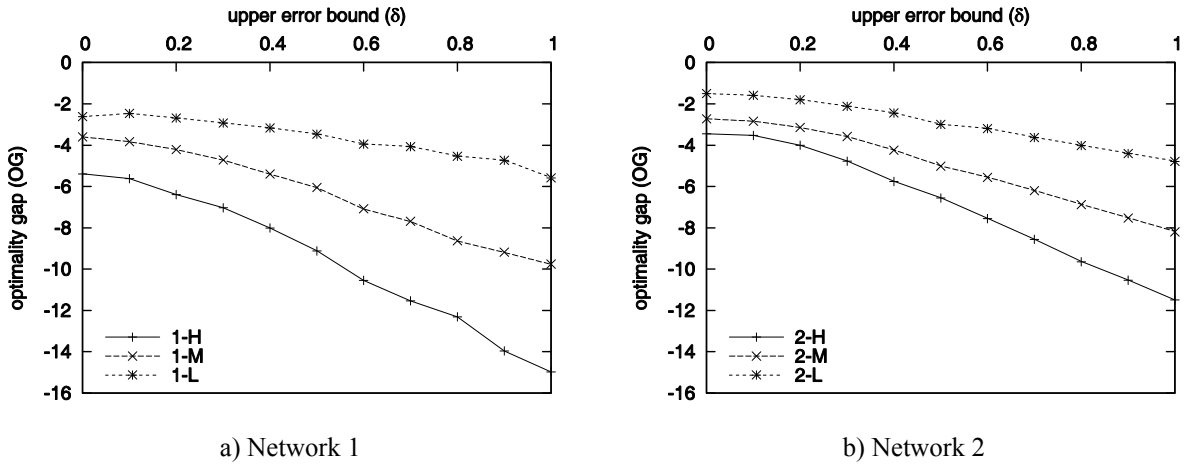 upper error bound (δ)
0 0.2 0.4 0.6 0.8 1
0
-2
-4
-6
-8
-10
-12
-14
-16
optimality gap (OG)
1-H
1-M
1-L
a) Network 1
upper error bound (δ)
0 0.2 0.4 0.6 0.8 1
0
-2
-4
-6
-8
-10
-12
-14
-16
optimality gap (OG)
2-H
2-M
2-L
b) Network 2